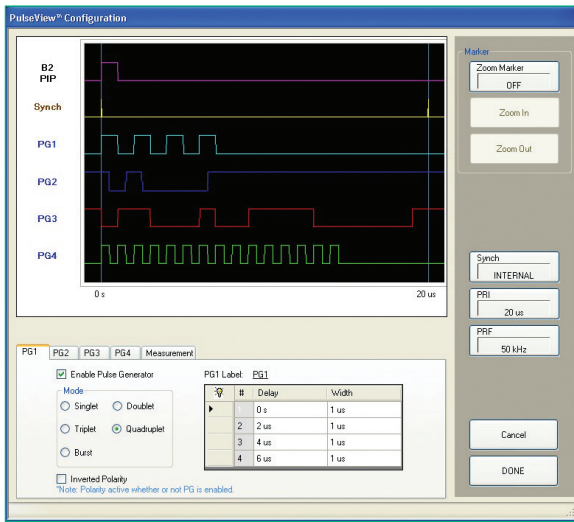 PulseView™ Configuration
B2
PIP
Synch
PG1
PG2
PG3
PG4
0 s
20 us
Marker
Zoom Marker
OFF
Zoom In
Zoom Out
Synch
INTERNAL
PRI
20 us
PRF
50 kHz
Cancel
DONE
PG1 PG2 PG3 PG4 Measurement
Enable Pulse Generator
Mode
Singlet Doublet
Triplet Quadruplet
Burst
Inverted Polarity
*Note: Polarity active whether or not PG is enabled.
PG1 Label: PG1
# Delay Width
1 0 s 1 us
2 2 us 1 us
3 4 us 1 us
4 6 us 1 us